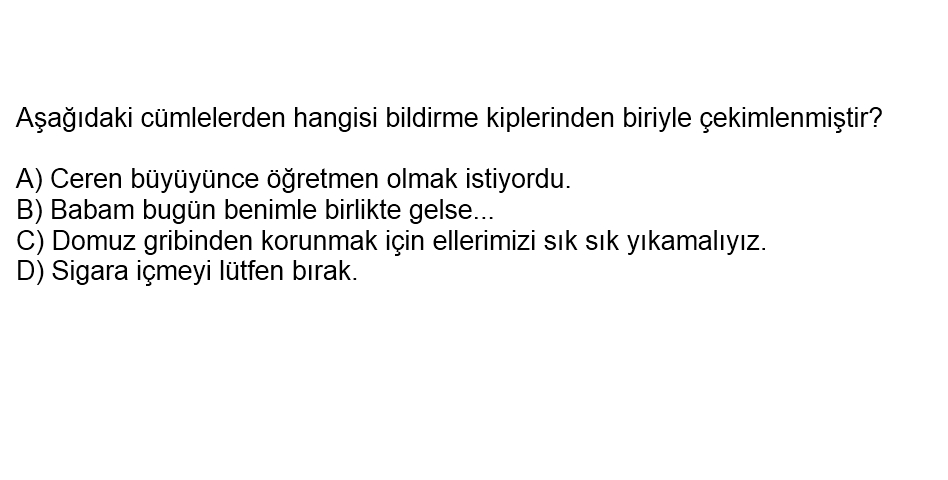 Aşağıdaki cümlelerden hangisi bildirme kiplerinden biriyle çekimlenmiştir?
A) Ceren büyüyünce öğretmen olmak istiyordu.
B) Babam bugün benimle birlikte gelse...
C) Domuz gribinden korunmak için ellerimizi sık sık yıkamalıyız.
D) Sigara içmeyi lütfen bırak.